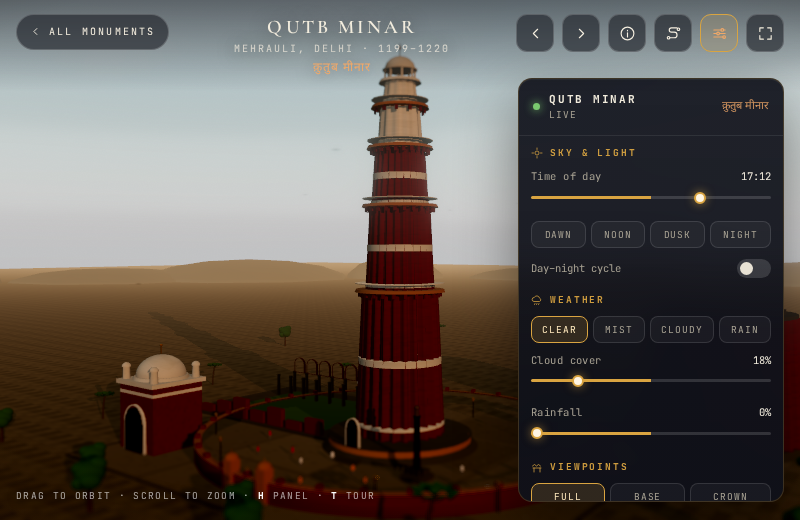 ALL MONUMENTS
QUTB MINAR
MEHRAULI, DELHI · 1199–1220
क़ुतुब मीनार
QUTB MINAR
LIVE
क़ुतुब मीनार
SKY & LIGHT
Time of day 17:12
DAWN NOON DUSK NIGHT
Day–night cycle
WEATHER
CLEAR MIST CLOUDY RAIN
Cloud cover 18%
Rainfall 0%
VIEWPOINTS
FULL BASE CROWN
DRAG TO ORBIT · SCROLL TO ZOOM · H PANEL · T TOUR